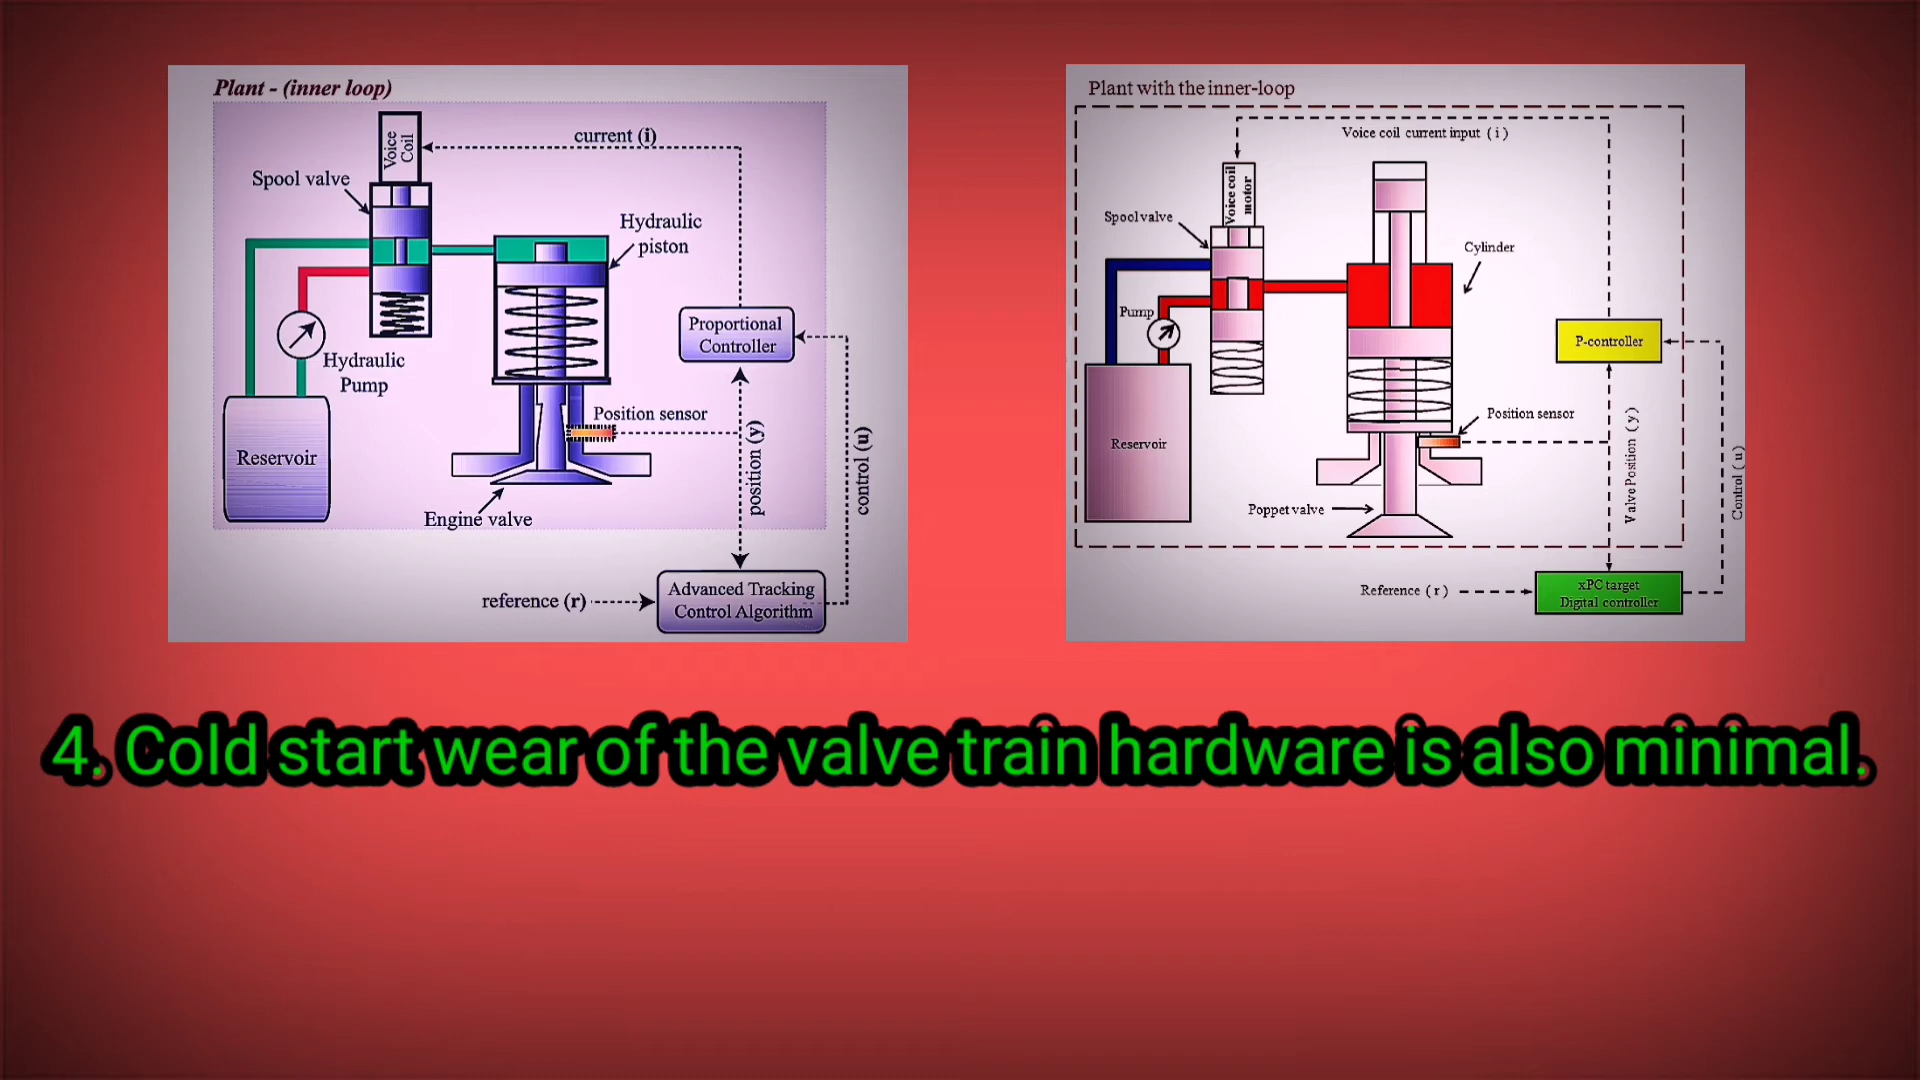 Plant - (inner loop)
Voice
Coil
current (i)
Spool valve
Hydraulic
piston
Proportional
Controller
Hydraulic
Pump
Position sensor
Reservoir
position (y)
control (u)
Engine valve
reference (r)
Advanced Tracking
Control Algorithm
Plant with the inner-loop
Voice coil current input ( i )
Voice coil
motor
Spool valve
Cylinder
Pump
P-controller
Position sensor
Reservoir
Valve Position ( y )
Control ( u )
Poppet valve
Reference ( r )
xPC target
Digital controller
4. Cold start wear of the valve train hardware is also minimal.